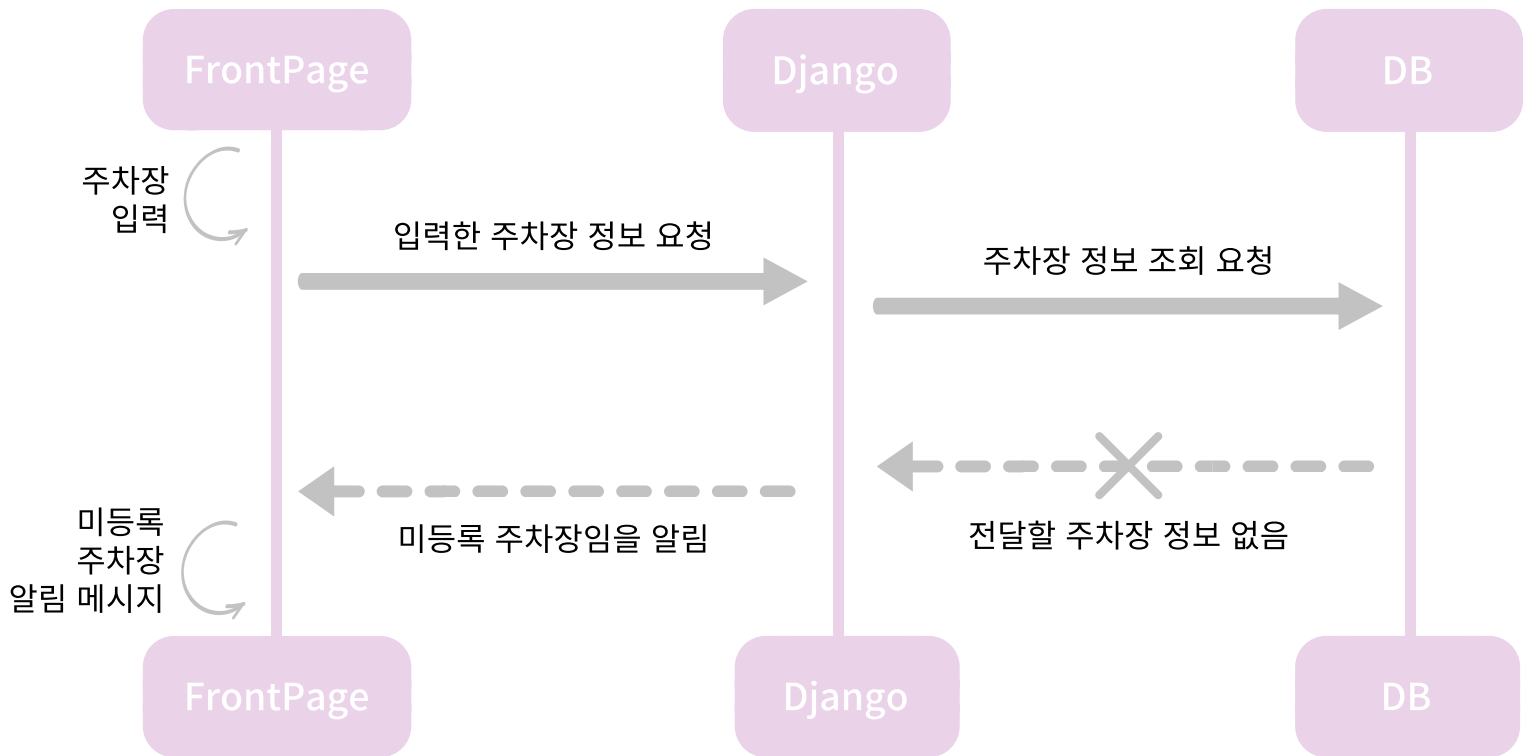 FrontPage
Django
DB
주차장
입력
입력한 주차장 정보 요청
주차장 정보 조회 요청
미등록 주차장임을 알림
전달할 주차장 정보 없음
미등록
주차장
알림 메시지
FrontPage
Django
DB